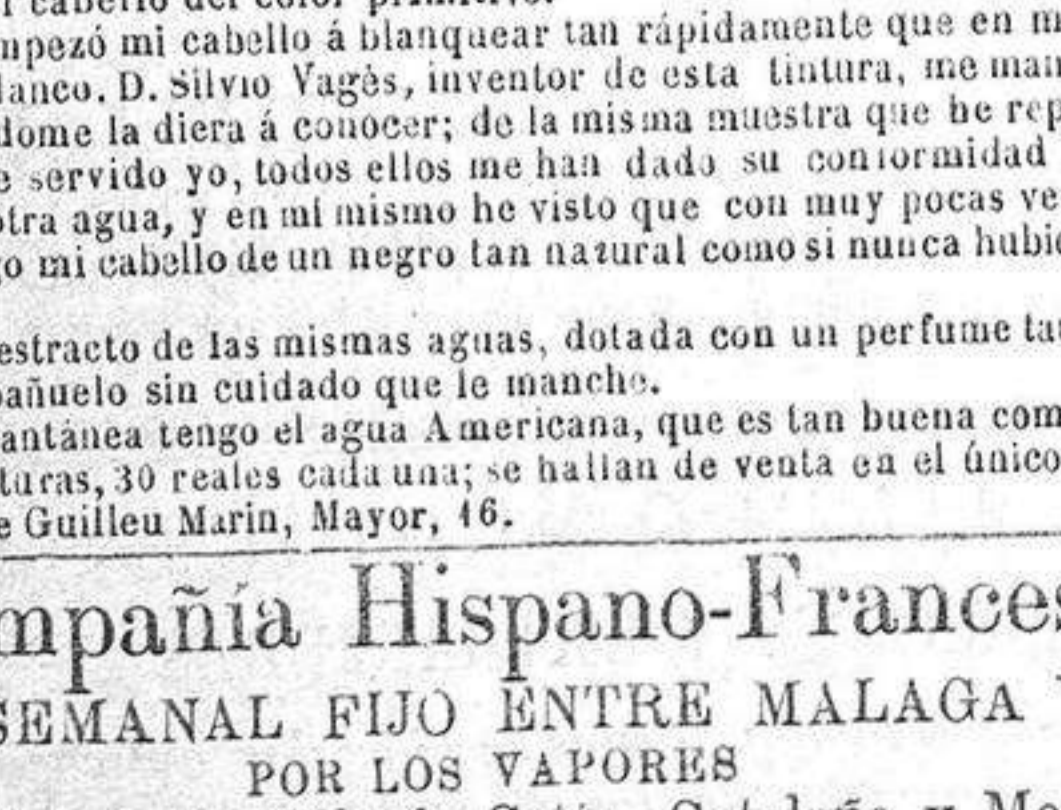 cabello del color primitivo.
mpezó mi cabello á blanquear tan rápidamente que en m
lanco. D. Silvio Vagès, inventor de esta tintura, me man
dome la diera á conocer; de la misma muestra que he rep
e servido yo, todos ellos me han dado su conformidad
otra agua, y en mi mismo he visto que con muy pocas ve
go mi cabello de un negro tan natural como si nunca hubie
estracto de las mismas aguas, dotada con un perfume ta
pañuelo sin cuidado que le manche.
antánea tengo el agua Americana, que es tan buena com
turas, 30 reales cada una; se hallan de venta en el único
e Guilleu Marin, Mayor, 16.
mpañía Hispano-Frances
SEMANAL FIJO ENTRE MALAGA
POR LOS VAPORES